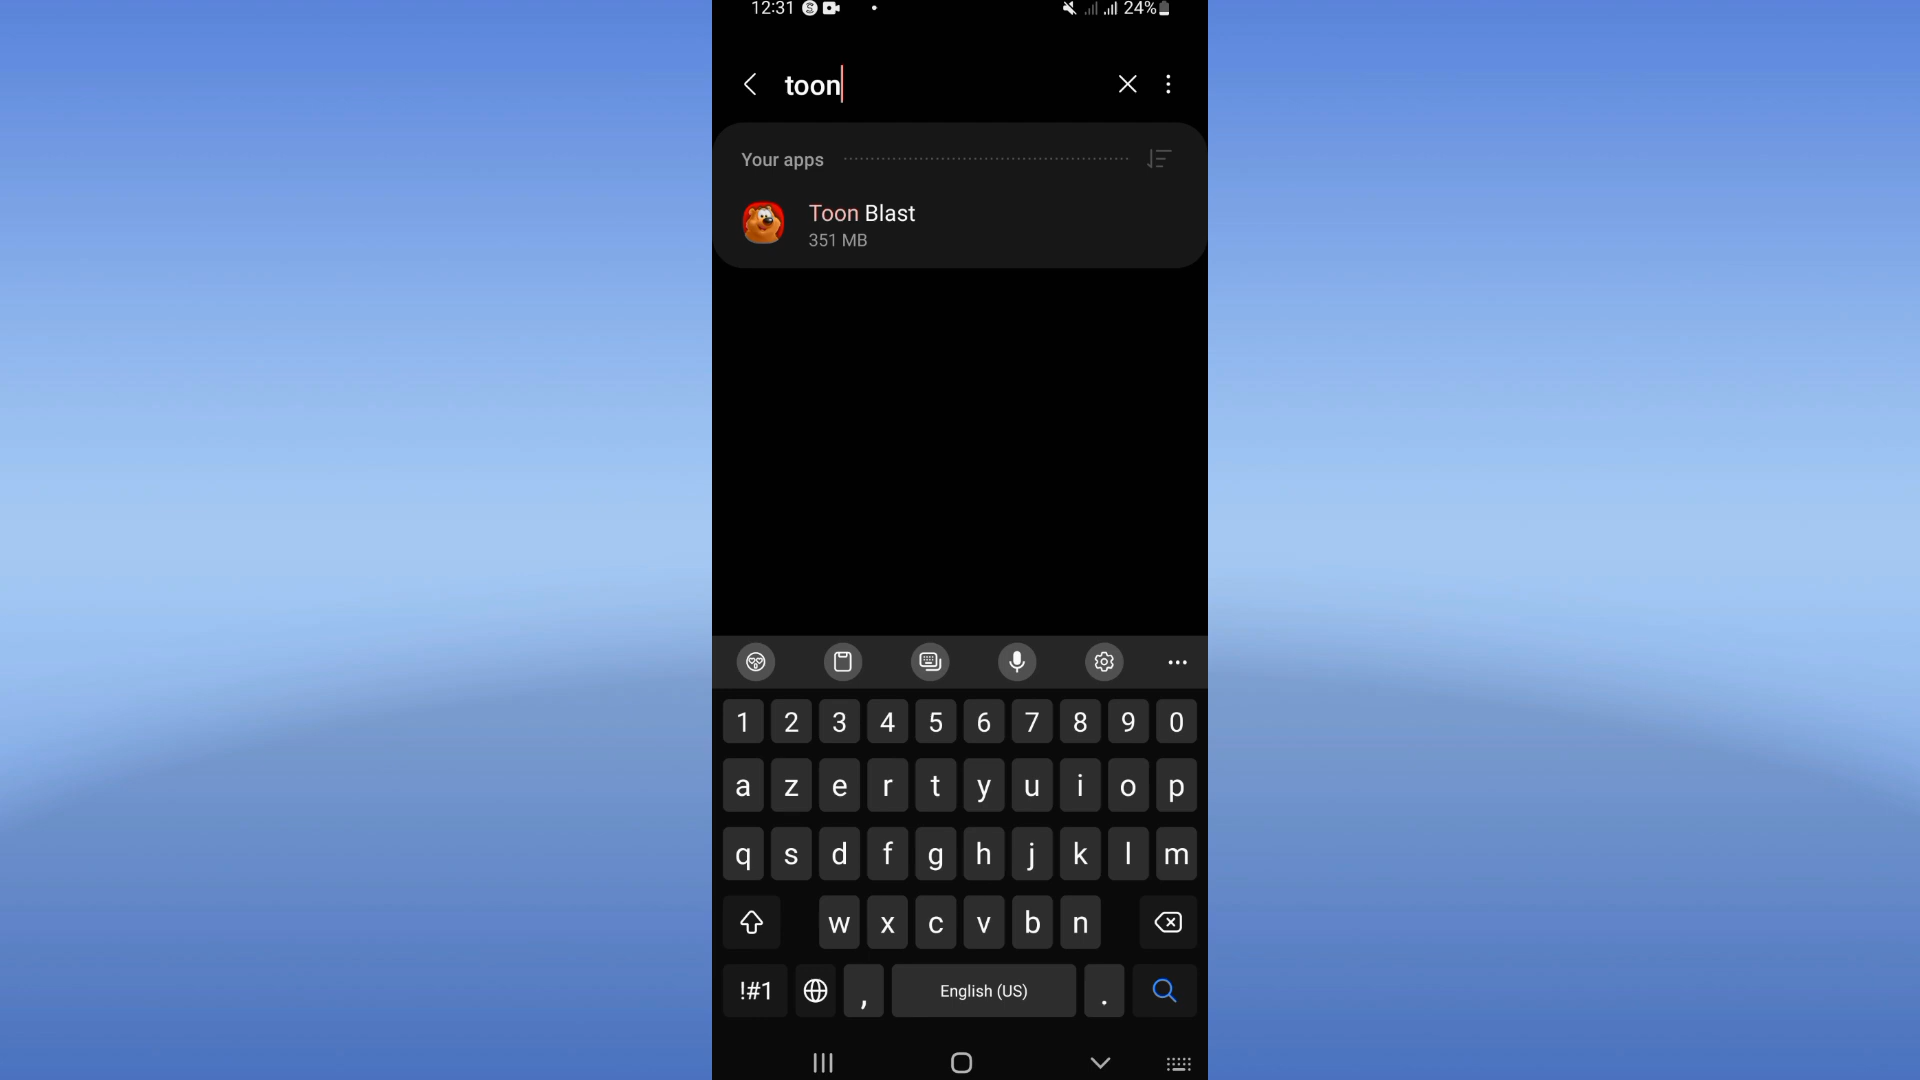 12:31 24%
toon
Your apps
Toon Blast
351 MB
1 2 3 4 5 6 7 8 9 0
a z e r t y u i o p
q s d f g h j k l m
w x c v b n
!#1 , English (US) .